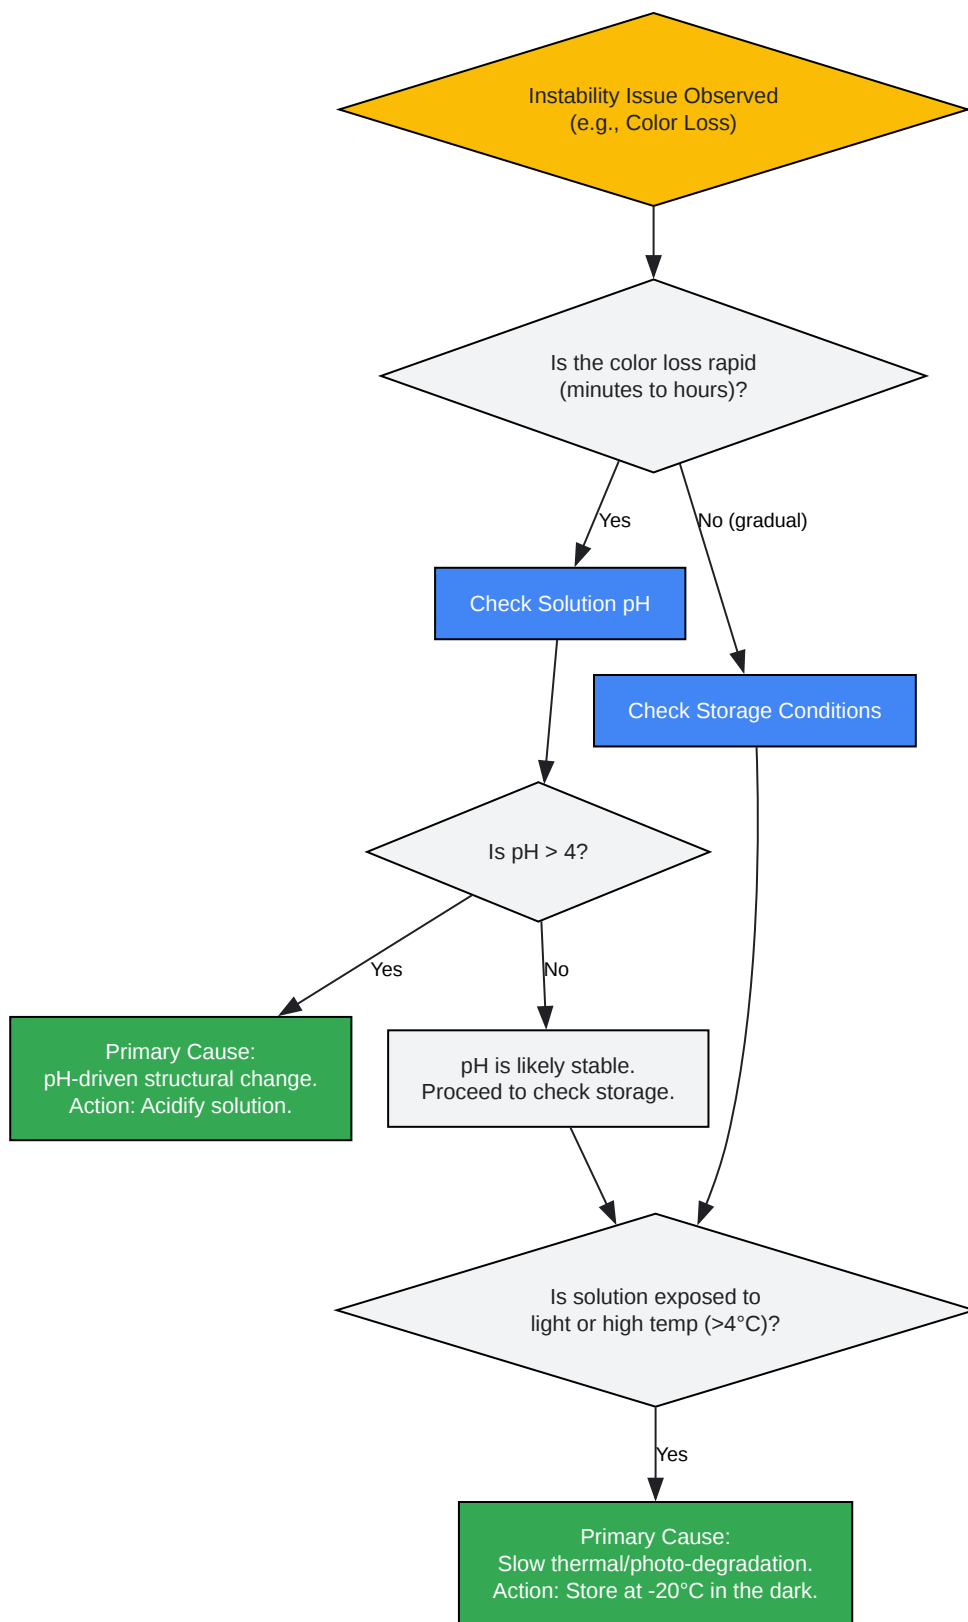 Instability Issue Observed
(e.g., Color Loss)
Is the color loss rapid
(minutes to hours)?
Yes
No (gradual)
Check Solution pH
Check Storage Conditions
Is pH > 4?
Yes
No
Primary Cause:
pH-driven structural change.
Action: Acidify solution.
pH is likely stable.
Proceed to check storage.
Is solution exposed to
light or high temp (>4°C)?
Yes
Primary Cause:
Slow thermal/photo-degradation.
Action: Store at -20°C in the dark.